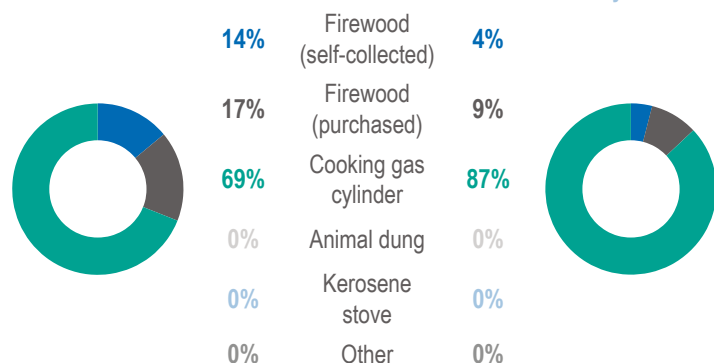 14% Firewood (self-collected) 4%
17% Firewood (purchased) 9%
69% Cooking gas cylinder 87%
0% Animal dung 0%
0% Kerosene stove 0%
0% Other 0%